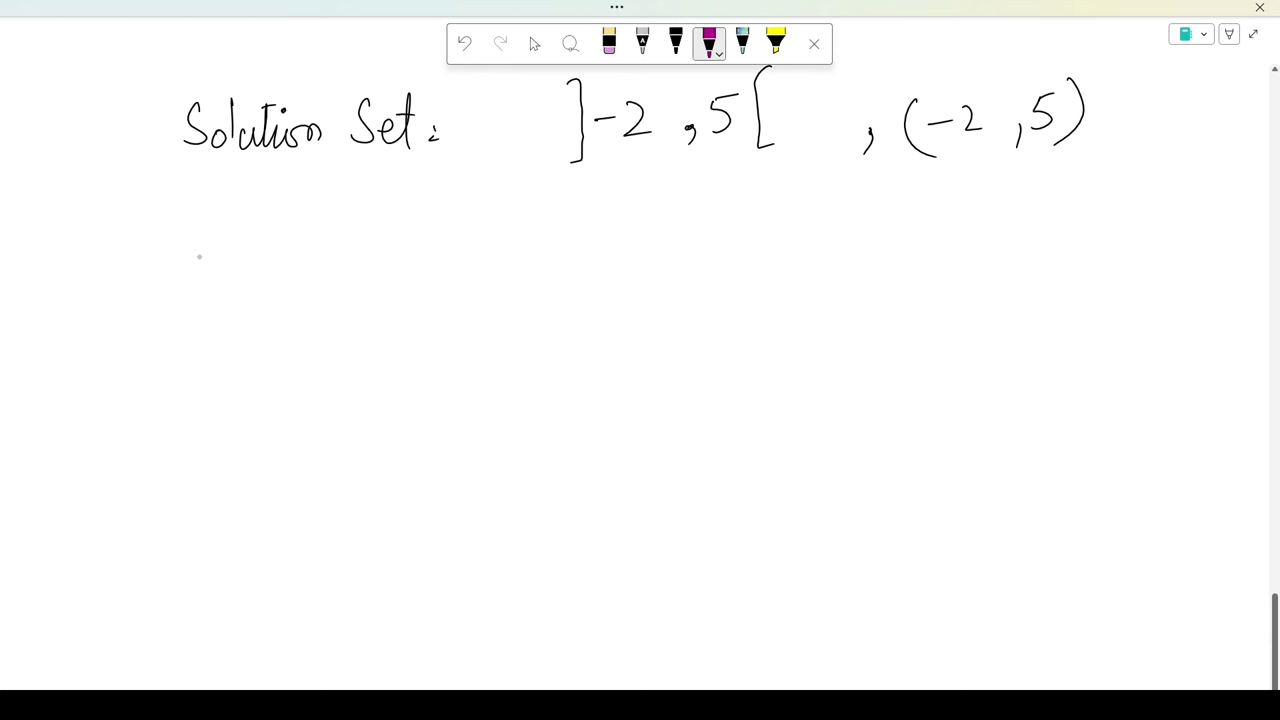 Solution Set: ]-2, 5[ , (-2, 5)